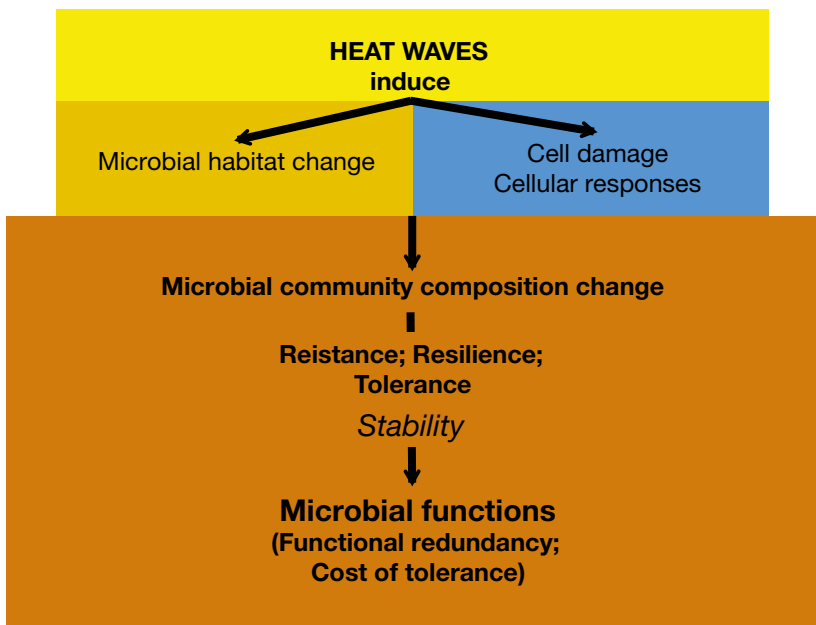 HEAT WAVES
induce
Microbial habitat change
Cell damage
Cellular responses
Microbial community composition change
Reistance; Resilience;
Tolerance
Stability
Microbial functions
(Functional redundancy;
Cost of tolerance)